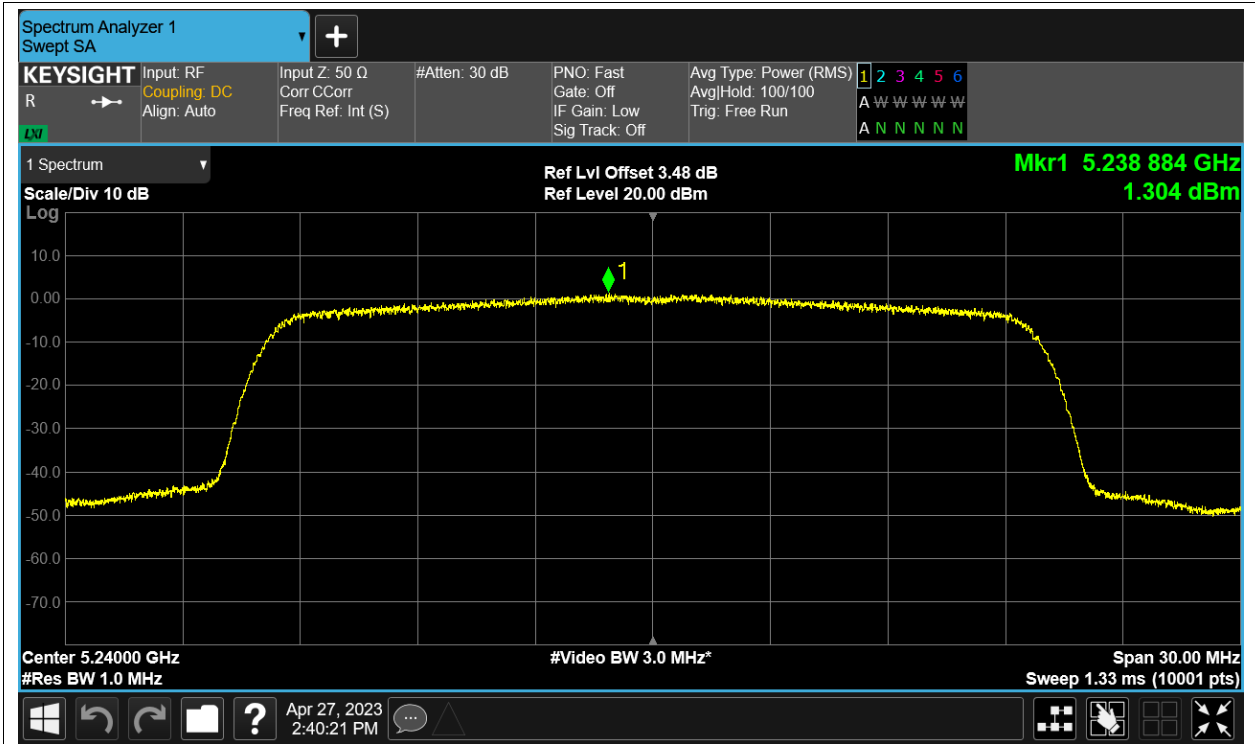 Spectrum Analyzer 1
Swept SA
KEYSIGHT
R
LXI
Input: RF
Coupling: DC
Align: Auto
Input Z: 50 Ω
Corr CCorr
Freq Ref: Int (S)
#Atten: 30 dB
PNO: Fast
Gate: Off
IF Gain: Low
Sig Track: Off
Avg Type: Power (RMS)
Avg|Hold: 100/100
Trig: Free Run
1 2 3 4 5 6
A W W W W W
A N N N N N
1 Spectrum
Scale/Div 10 dB
Log
Ref Lvl Offset 3.48 dB
Ref Level 20.00 dBm
Mkr1 5.238 884 GHz
1.304 dBm
1
10.0
0.00
-10.0
-20.0
-30.0
-40.0
-50.0
-60.0
-70.0
Center 5.24000 GHz
#Res BW 1.0 MHz
#Video BW 3.0 MHz*
Span 30.00 MHz
Sweep 1.33 ms (10001 pts)
?
Apr 27, 2023
2:40:21 PM